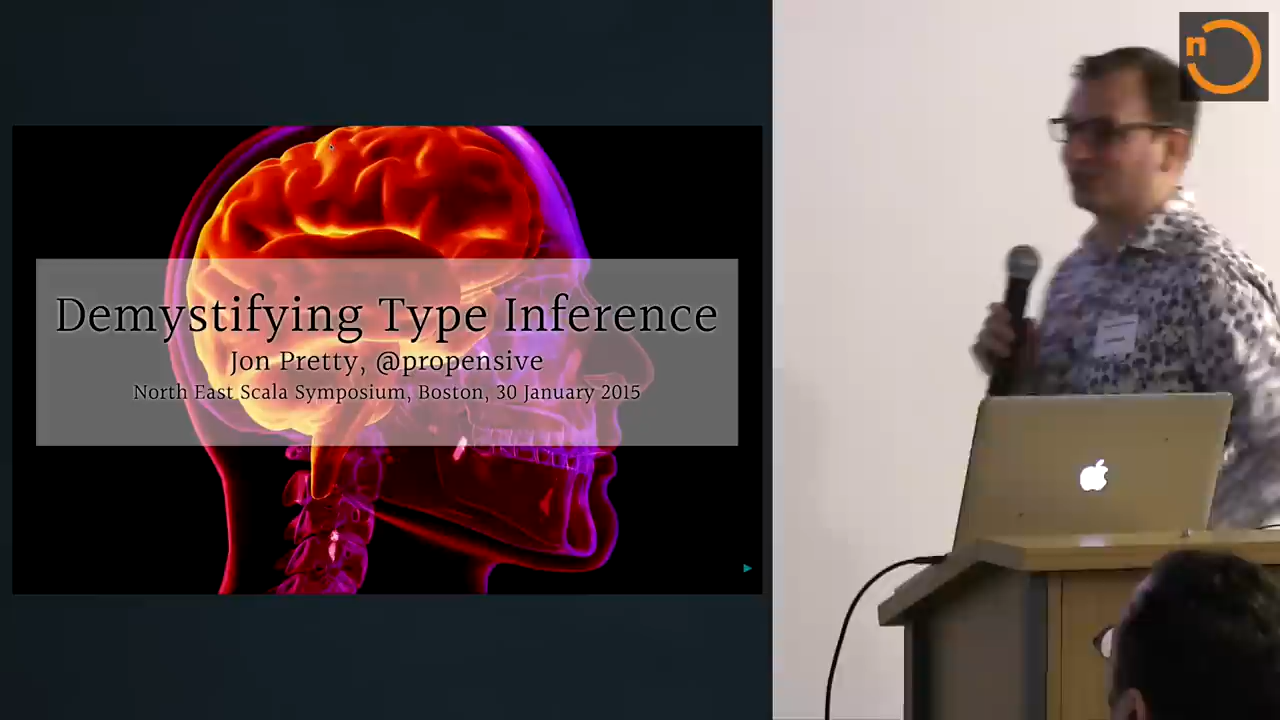 Demystifying Type Inference
Jon Pretty, @propensive
North East Scala Symposium, Boston, 30 January 2015
n